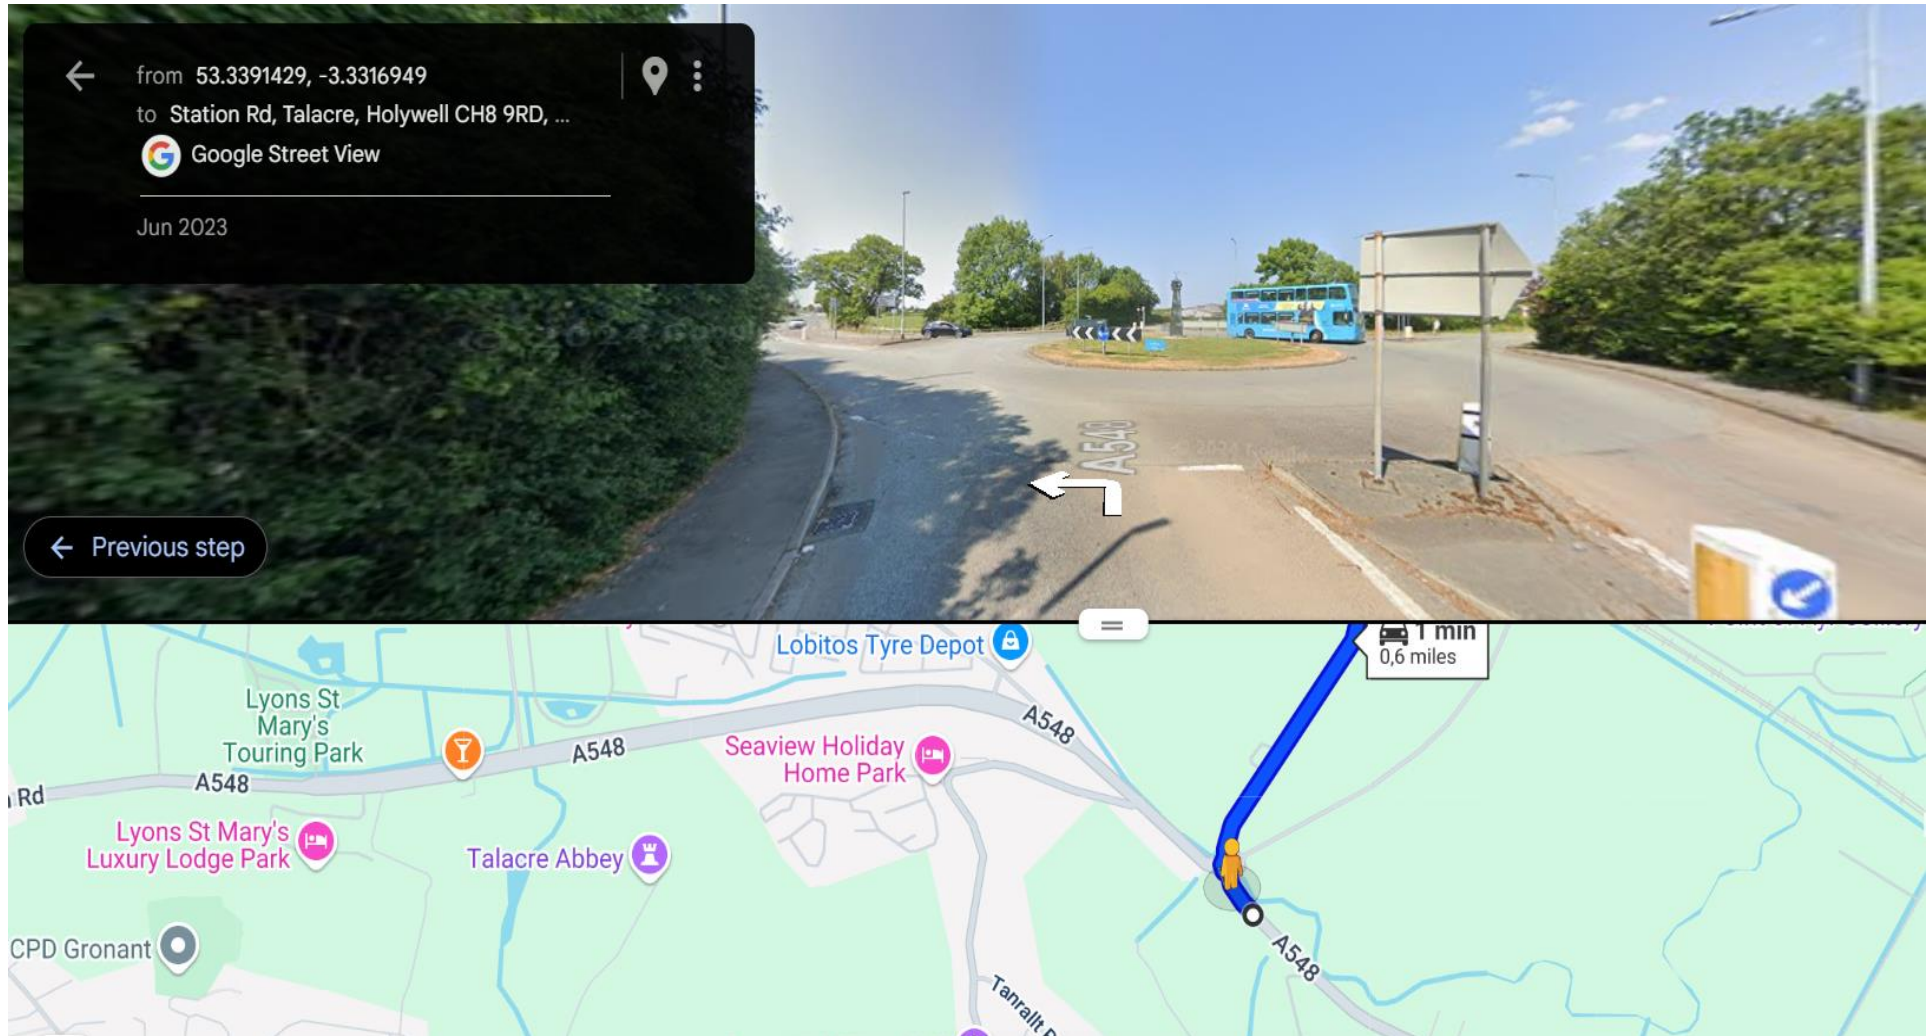 from 53.3391429, -3.3316949
to Station Rd, Talacre, Holywell CH8 9RD, ...
Google Street View
Jun 2023
A548
Previous step
1 min
0,6 miles
Lobitos Tyre Depot
Lyons St
Mary's
Touring Park
A548
A548
Seaview Holiday
Home Park
A548
Rd
Lyons St Mary's
Luxury Lodge Park
Talacre Abbey
CPD Gronant
A548
Tanrallt